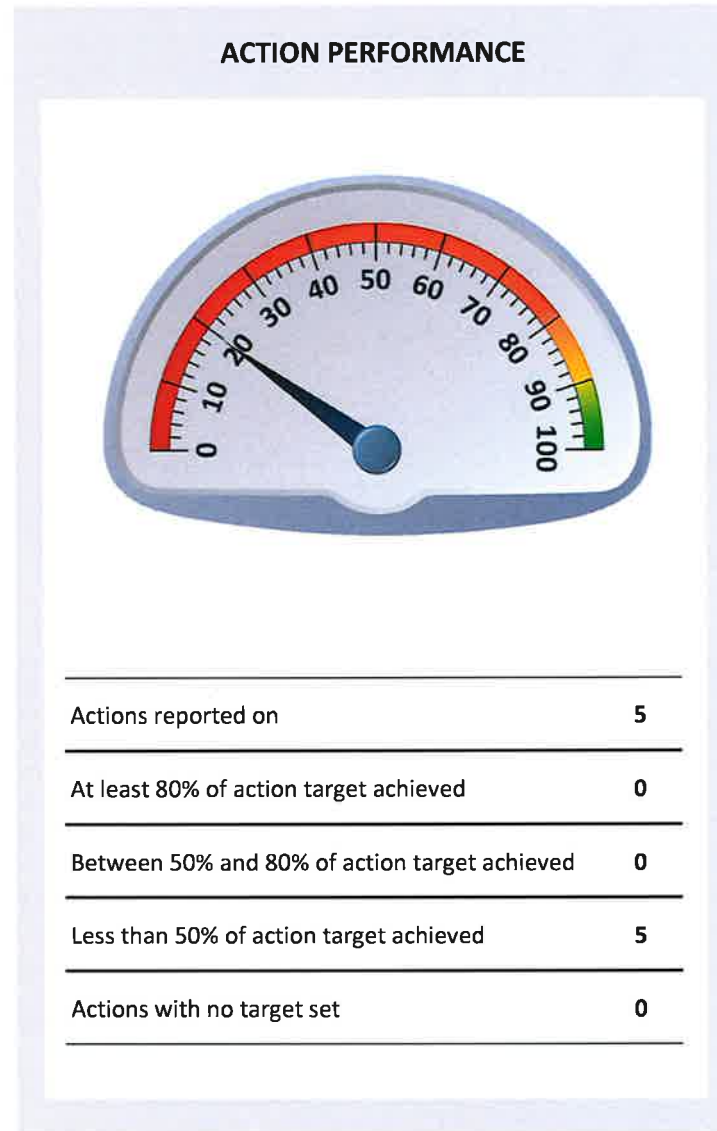 ACTION PERFORMANCE
0
10
20
30
40
50
60
70
80
90
100
Actions reported on 5
At least 80% of action target achieved 0
Between 50% and 80% of action target achieved 0
Less than 50% of action target achieved 5
Actions with no target set 0